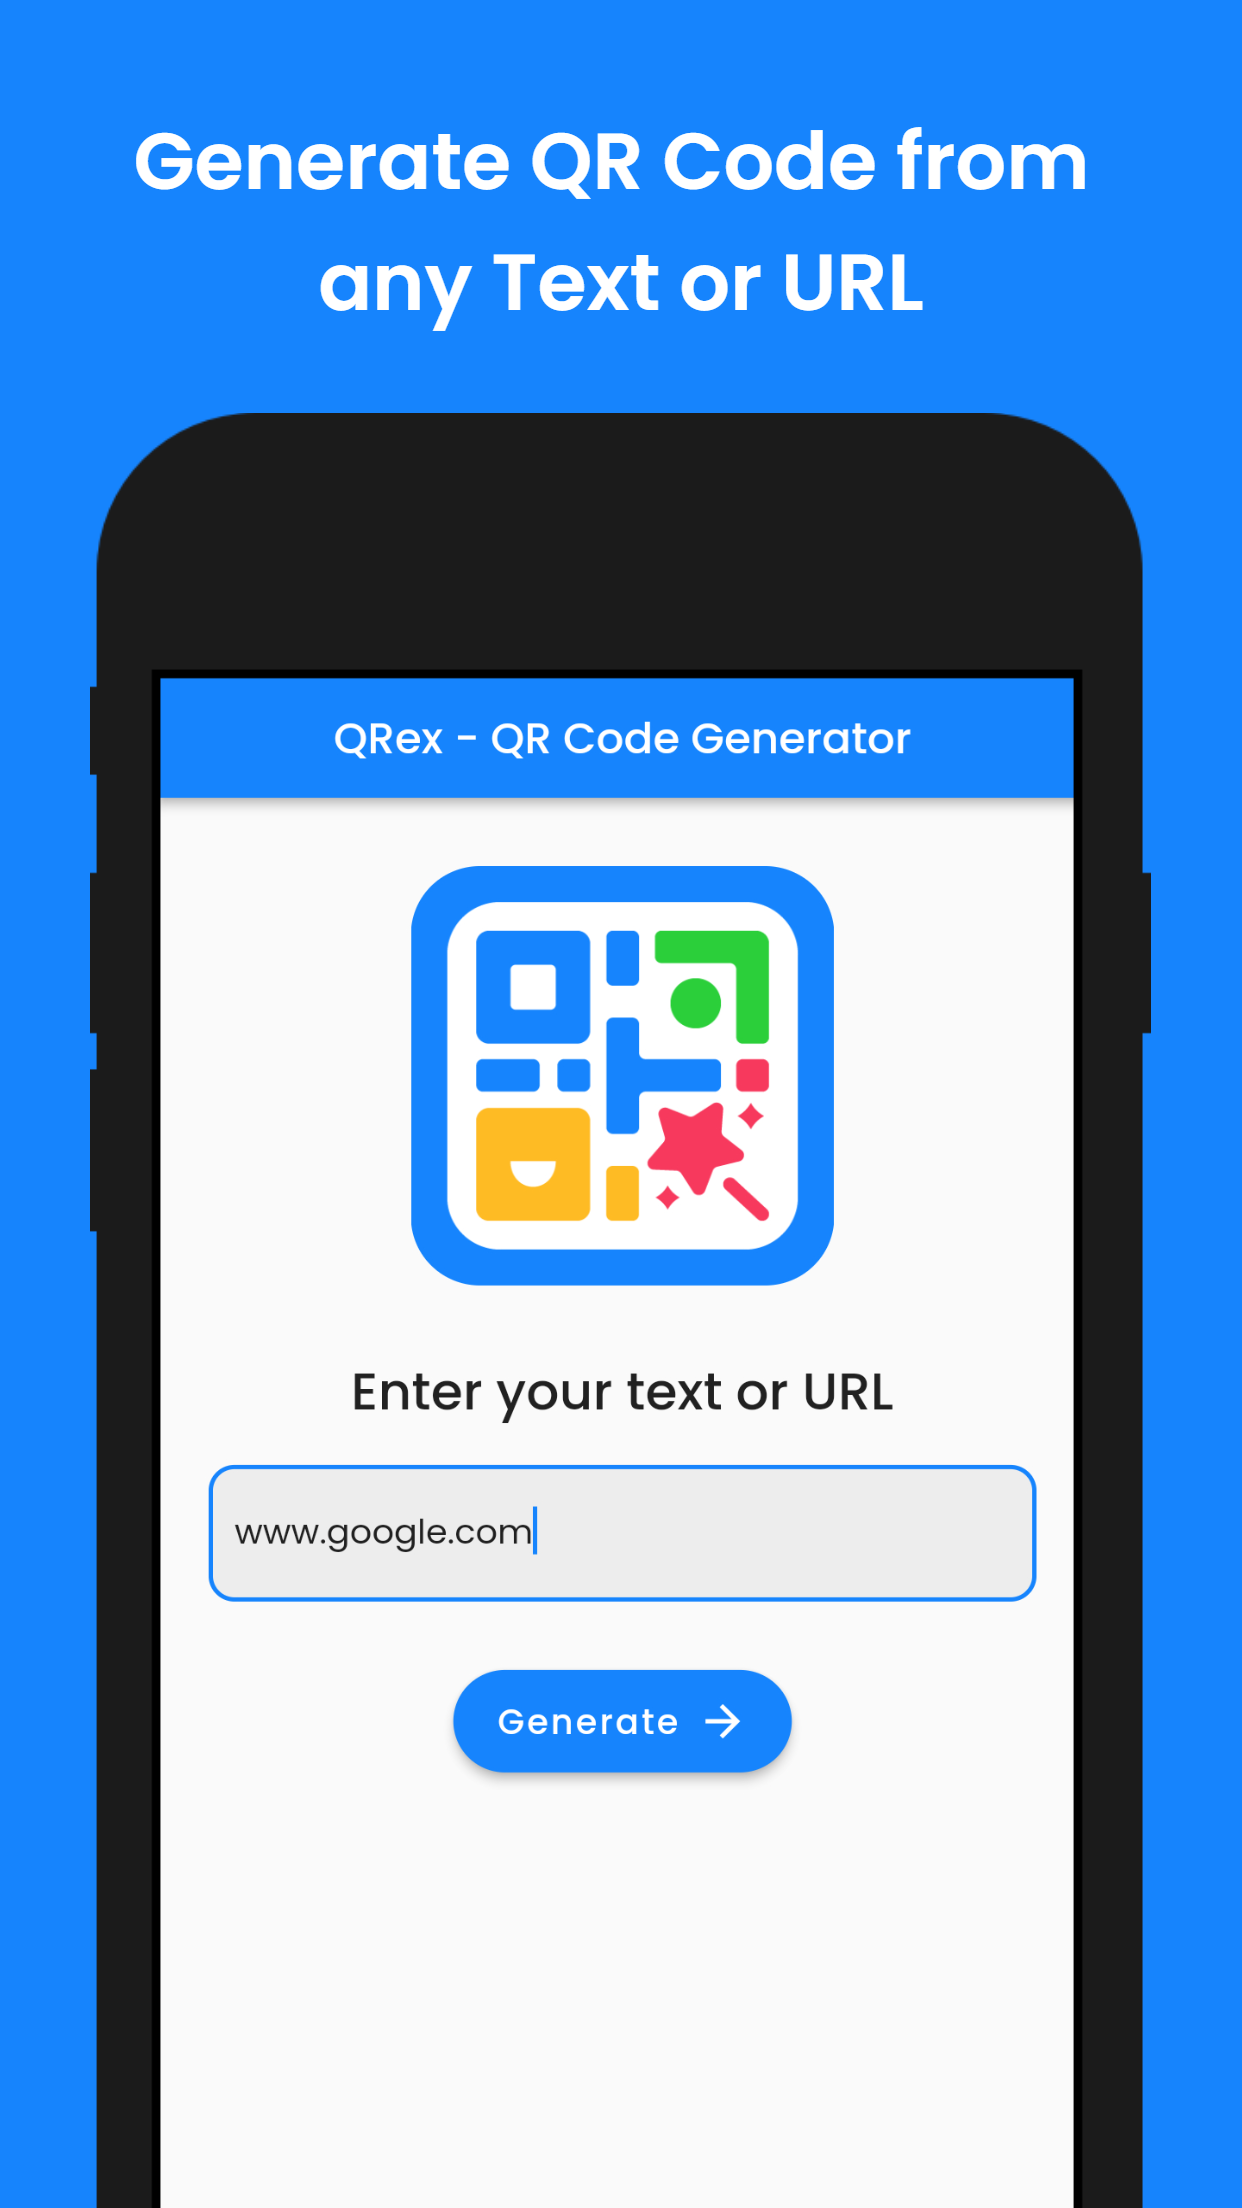 Generate QR Code from
any Text or URL
QRex - QR Code Generator
Enter your text or URL
www.google.com
Generate